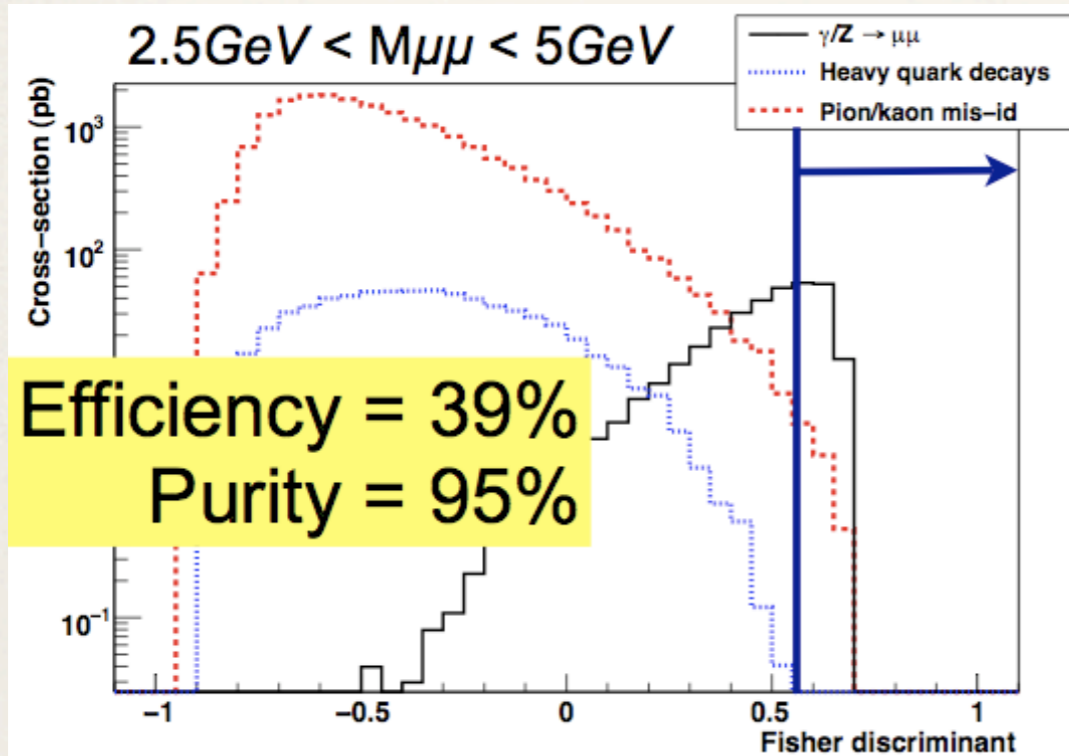 2.5GeV < Mμμ < 5GeV
γ/Z → μμ
Heavy quark decays
Pion/kaon mis-id
Cross-section (pb)
10³
10²
Efficiency = 39%
Purity = 95%
10⁻¹
−1 −0.5 0 0.5 1
Fisher discriminant